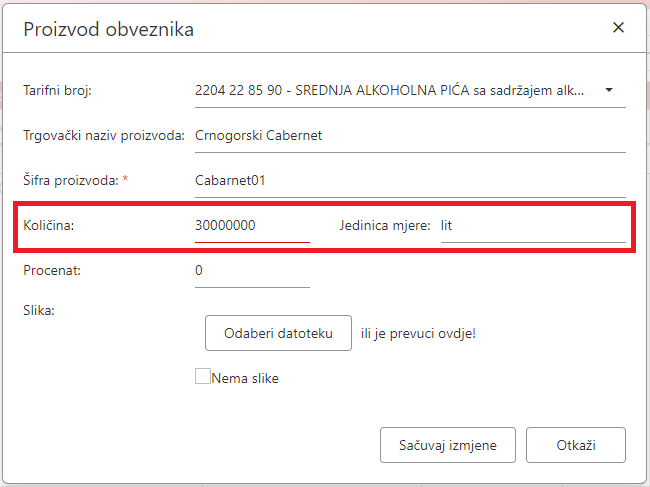 Proizvod obveznika
Tarifni broj: 2204 22 85 90 - SREDNJA ALKOHOLNA PIĆA sa sadržajem alk...
Trgovački naziv proizvoda: Crnogorski Cabernet
Šifra proizvoda: * Cabarnet01
Količina: 30000000 Jedinica mjere: lit
Procenat: 0
Slika:
Odaberi datoteku ili je prevuci ovdje!
Nema slike
Sačuvaj izmjene Otkaži